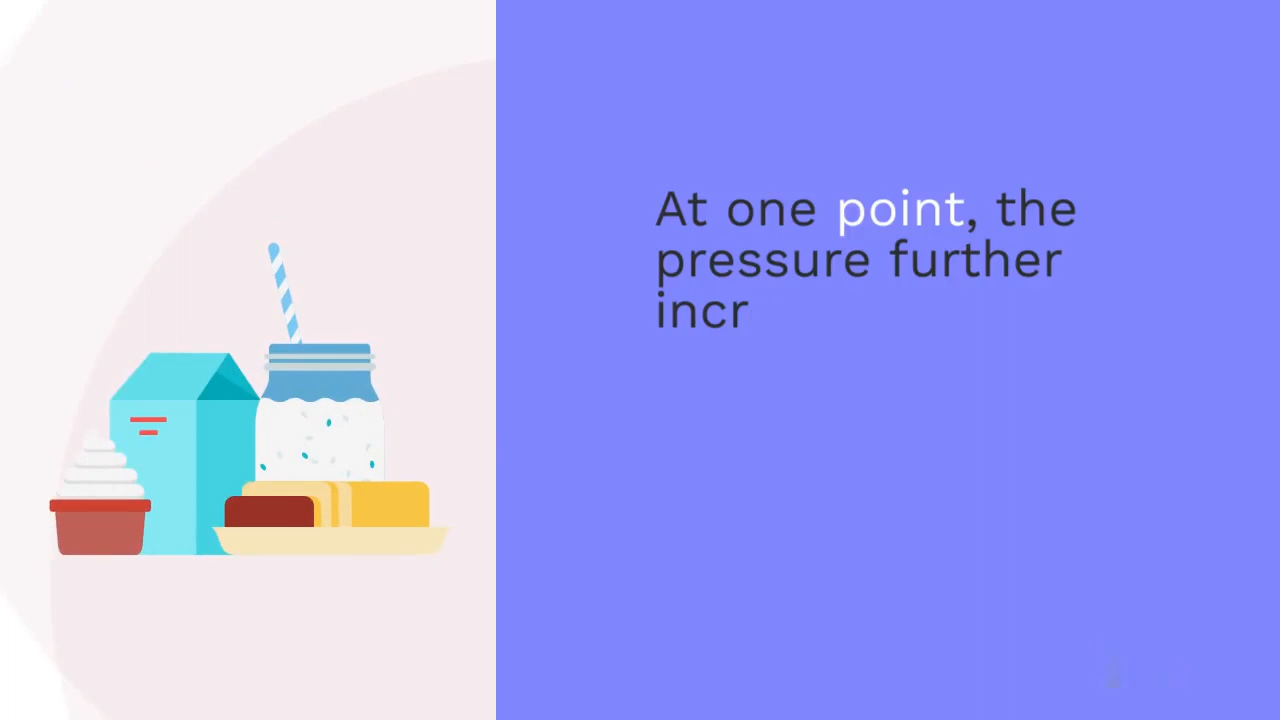 At one point, the
pressure further
incr